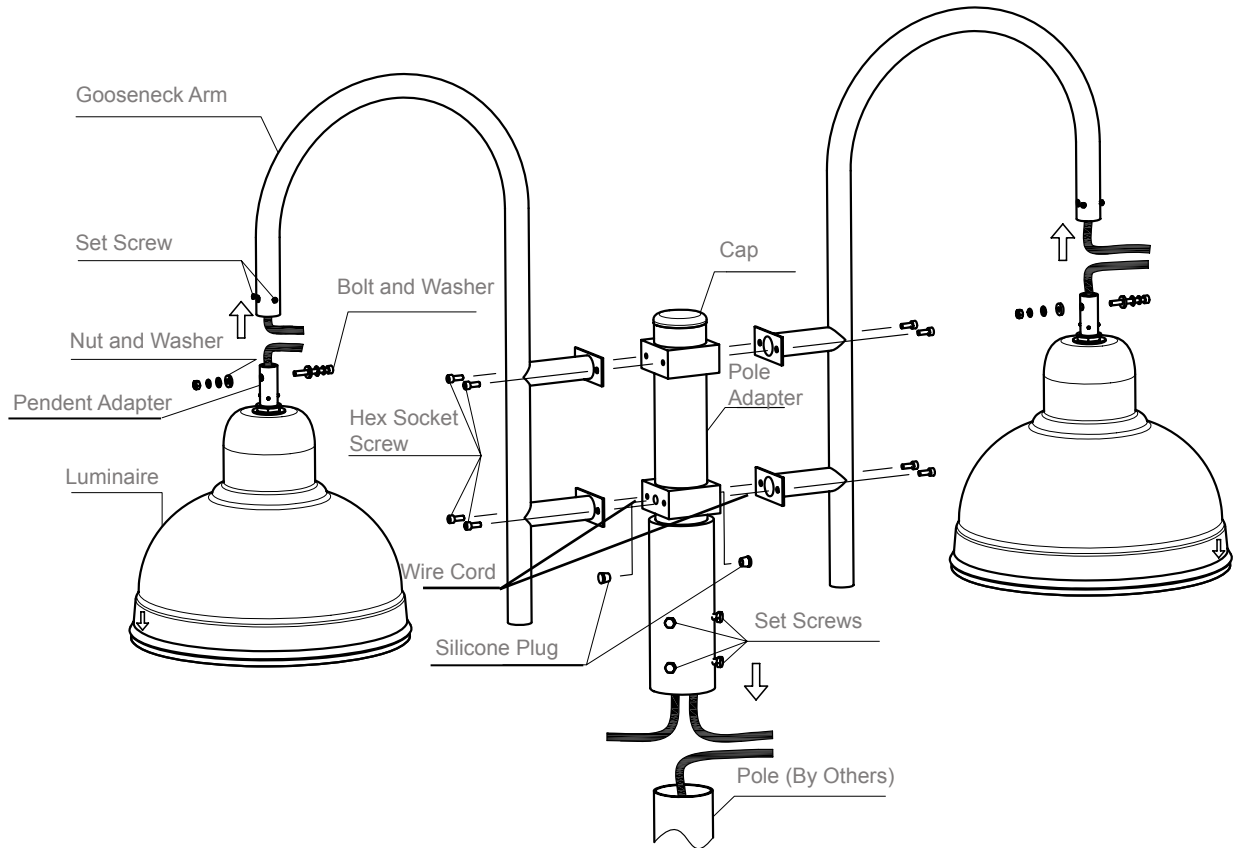 Gooseneck Arm
Set Screw
Bolt and Washer
Nut and Washer
Pendent Adapter
Luminaire
Hex Socket
Screw
Cap
Pole
Adapter
Wire Cord
Silicone Plug
Set Screws
Pole (By Others)